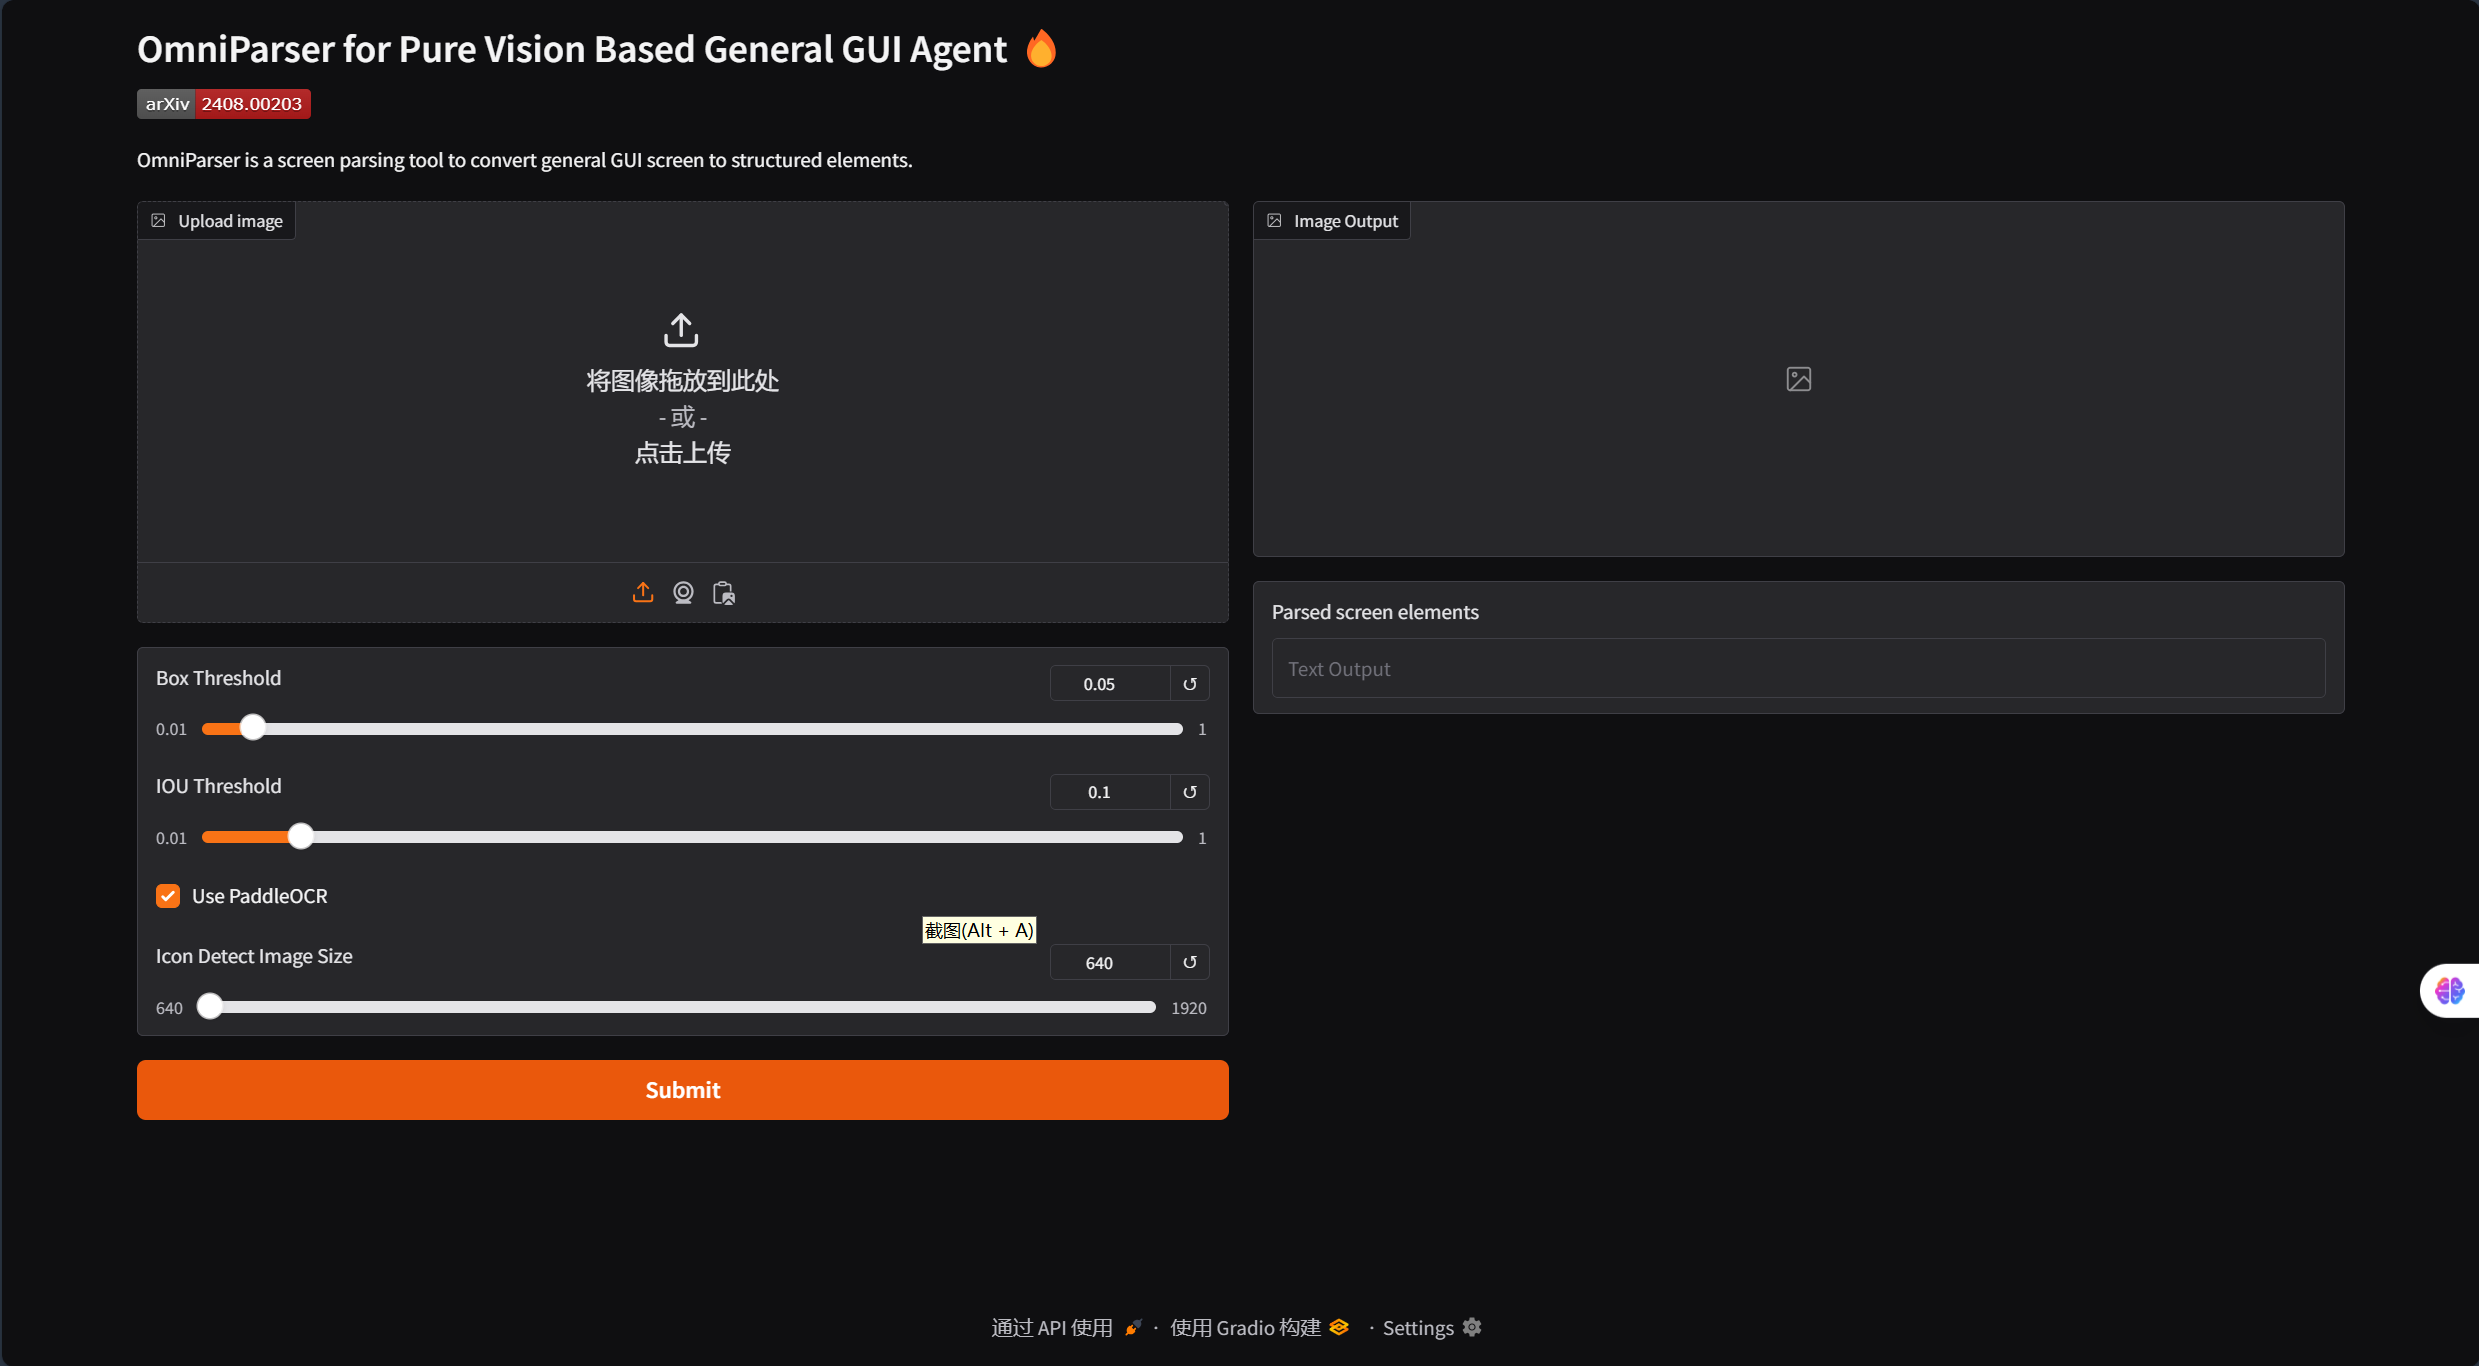 OmniParser for Pure Vision Based General GUI Agent 🔥
arXiv 2408.00203
OmniParser is a screen parsing tool to convert general GUI screen to structured elements.
Upload image
将图像拖放到此处
- 或 -
点击上传
Box Threshold
0.05
0.01
1
IOU Threshold
0.1
0.01
1
Use PaddleOCR
截图(Alt + A)
Icon Detect Image Size
640
640
1920
Submit
Image Output
Parsed screen elements
Text Output
通过 API 使用 · 使用 Gradio 构建 · Settings